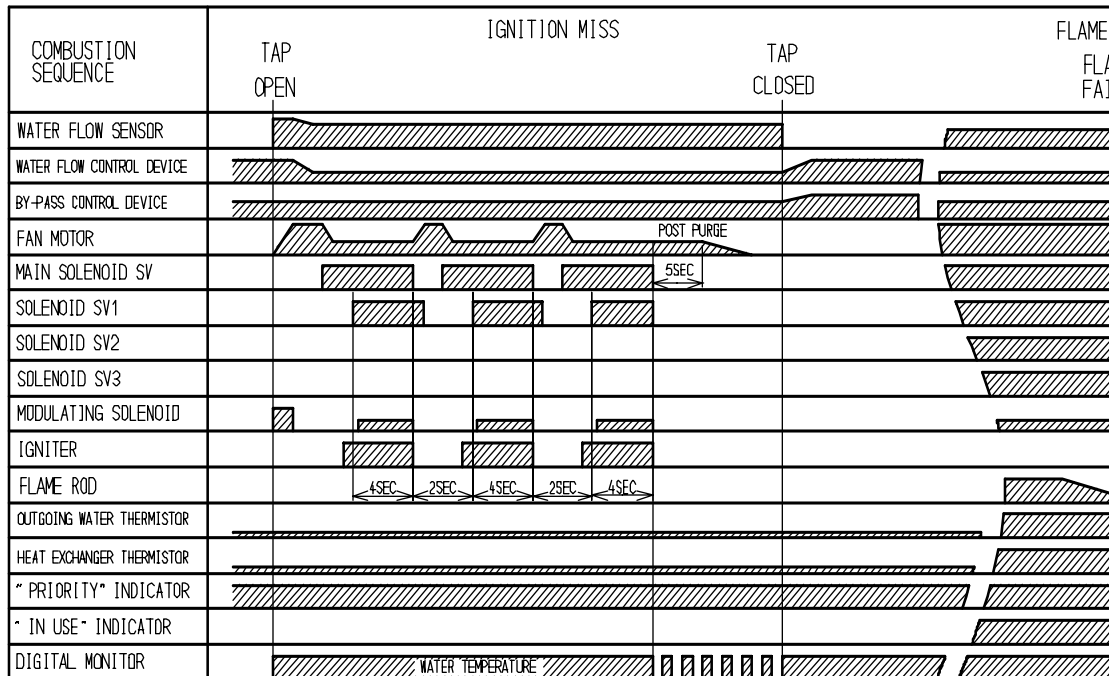 COMBUSTION
SEQUENCE
IGNITION MISS
TAP
OPEN
TAP
CLOSED
FLAME
FLA
FAI
WATER FLOW SENSOR
WATER FLOW CONTROL DEVICE
BY-PASS CONTROL DEVICE
FAN MOTOR
POST PURGE
MAIN SOLENOID SV
5SEC
SOLENOID SV1
SOLENOID SV2
SOLENOID SV3
MODULATING SOLENOID
IGNITER
FLAME ROD
4SEC 2SEC 4SEC 2SEC 4SEC
OUTGOING WATER THERMISTOR
HEAT EXCHANGER THERMISTOR
" PRIORITY" INDICATOR
" IN USE" INDICATOR
DIGITAL MONITOR
WATER TEMPERATURE